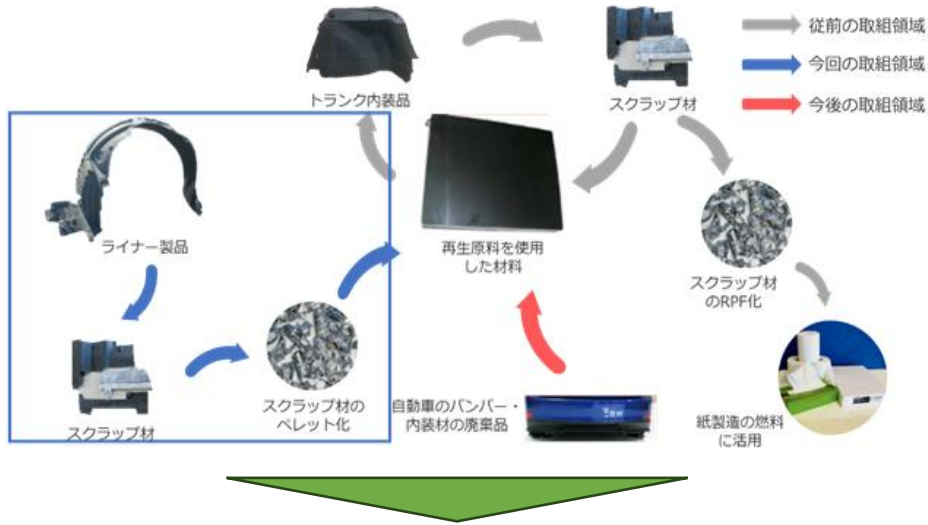 従前の取組領域
今回の取組領域
今後の取組領域
トランク内装品
スクラップ材
ライナー製品
再生原料を使用
した材料
スクラップ材
のRPF化
スクラップ材
スクラップ材の
ペレット化
自動車のバンパー・
内装材の廃棄品
紙製造の燃料
に活用